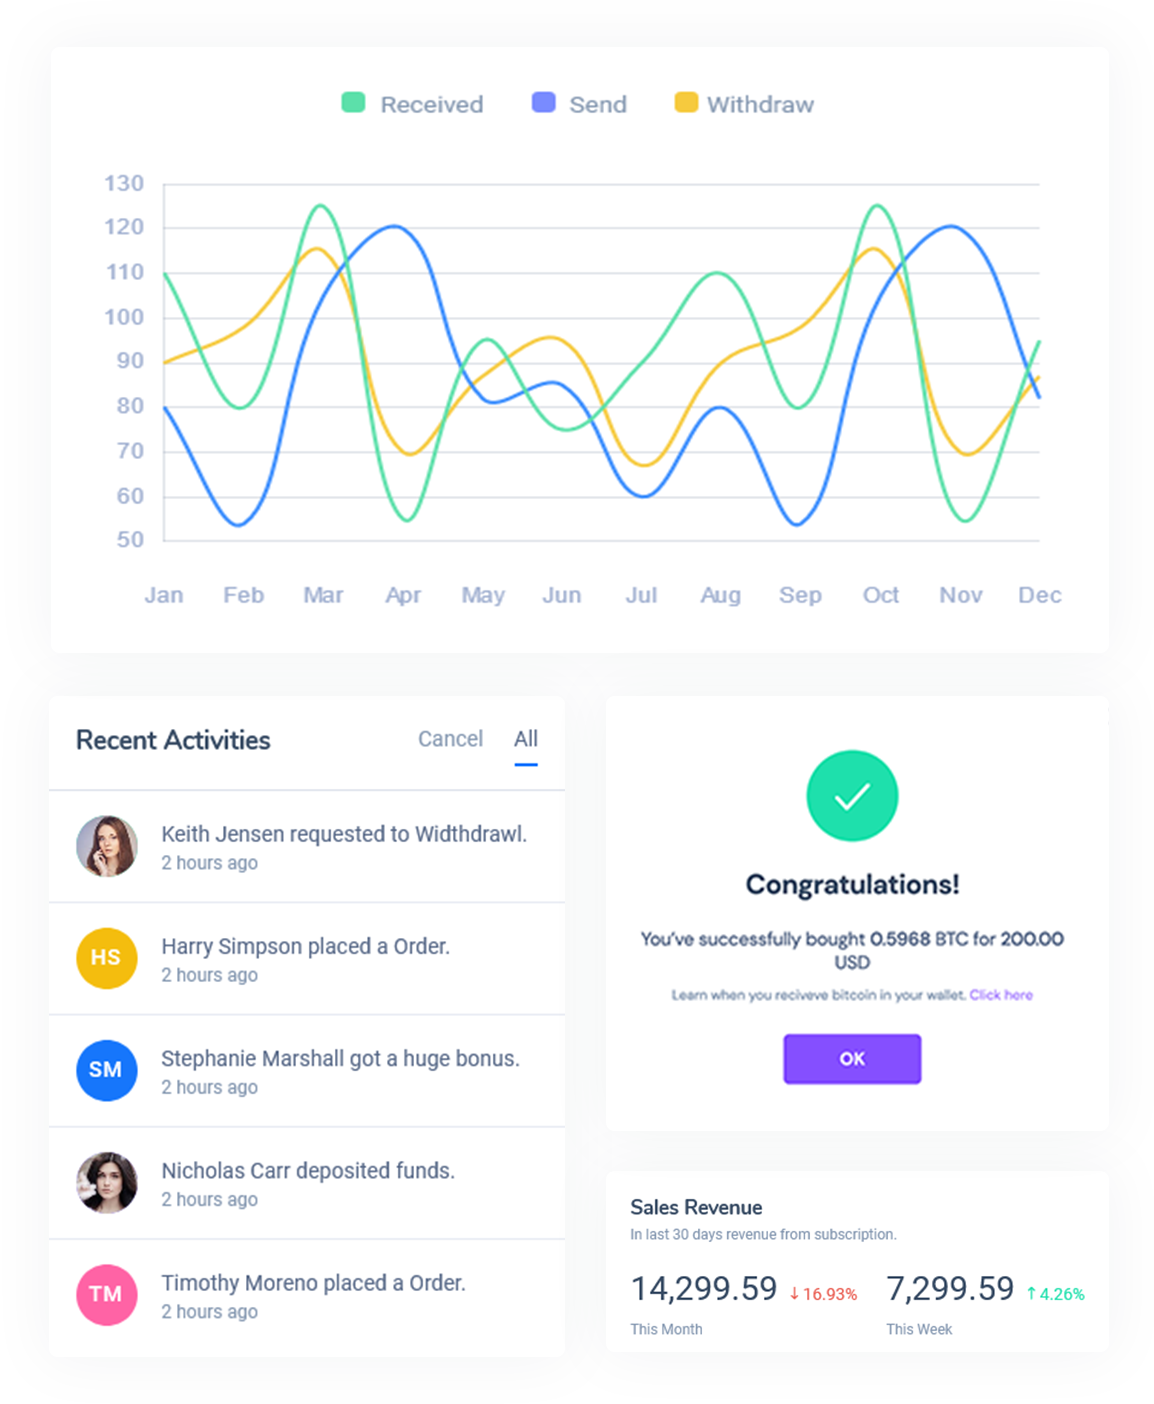 Received Send Withdraw
130
120
110
100
90
80
70
60
50
Jan Feb Mar Apr May Jun Jul Aug Sep Oct Nov Dec
Recent Activities Cancel All
Keith Jensen requested to Widthdrawl.
2 hours ago
HS
Harry Simpson placed a Order.
2 hours ago
SM
Stephanie Marshall got a huge bonus.
2 hours ago
Nicholas Carr deposited funds.
2 hours ago
TM
Timothy Moreno placed a Order.
2 hours ago
Congratulations!
You've successfully bought 0.5968 BTC for 200.00
USD
Learn when you reciveve bitcoin in your wallet. Click here
OK
Sales Revenue
In last 30 days revenue from subscription.
14,299.59 ↓16.93% 7,299.59 ↑4.26%
This Month This Week